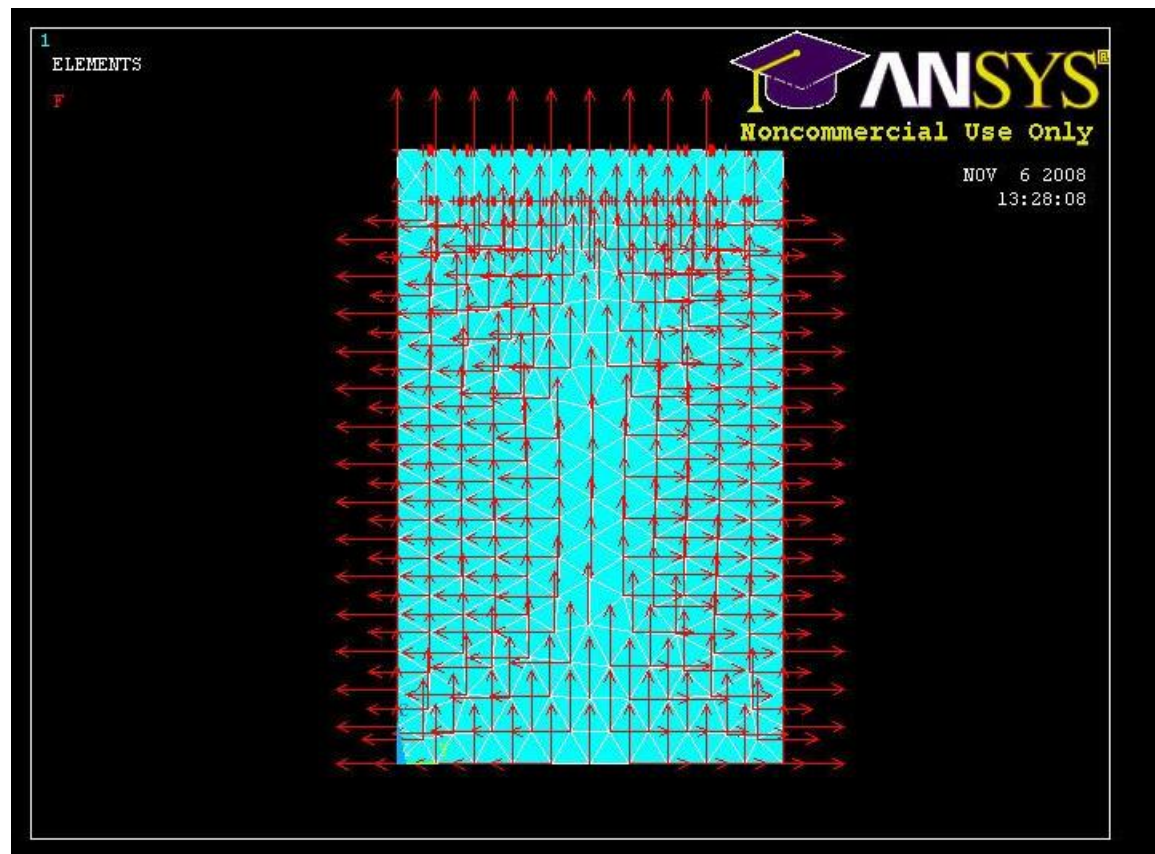 1
ELEMENTS
F
ANSYS®
Noncommercial Use Only
NOV 6 2008
13:28:08